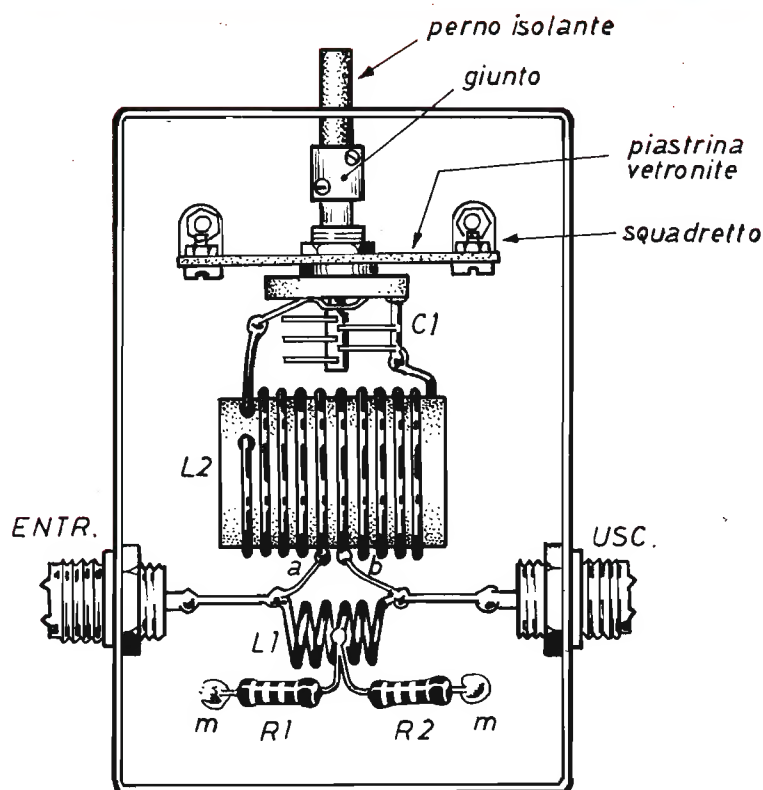 perno isolante
giunto
piastrina
vetronite
squadretto
C1
L2
ENTR.
USC.
a
b
L1
m
R1
R2
m